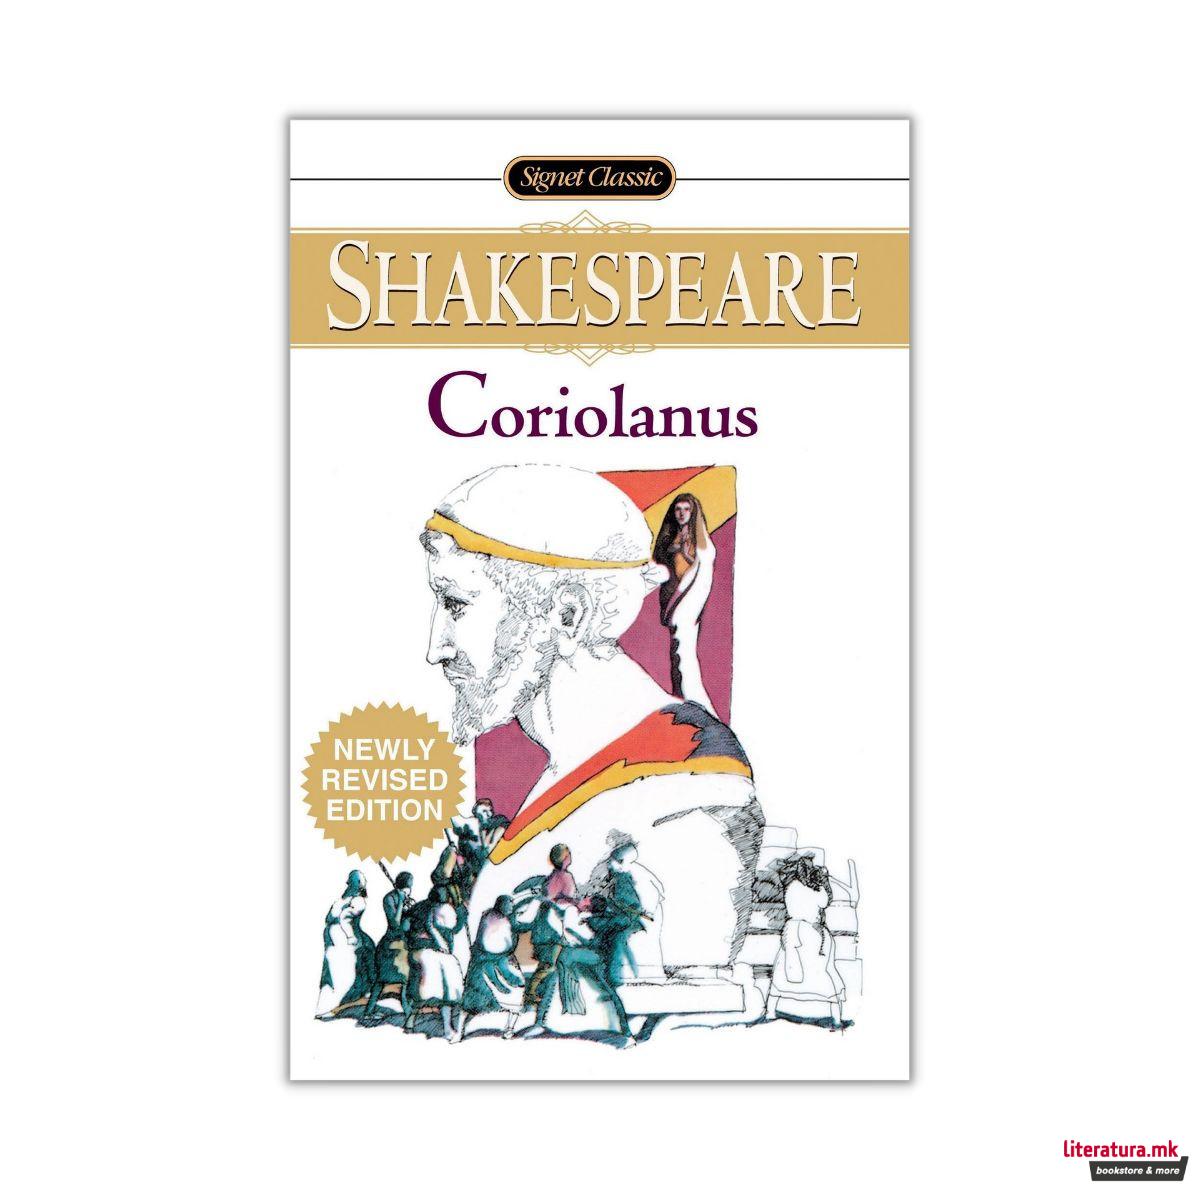 Signet Classic
SHAKESPEARE
Coriolanus
NEWLY
REVISED
EDITION
literatura.mk
bookstore & more